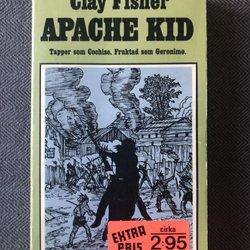 Clay Fisher
APACHE KID
Tapper som Cochise. Fruktad som Geronimo.
EXTRA
PRIS
cirka
2:95